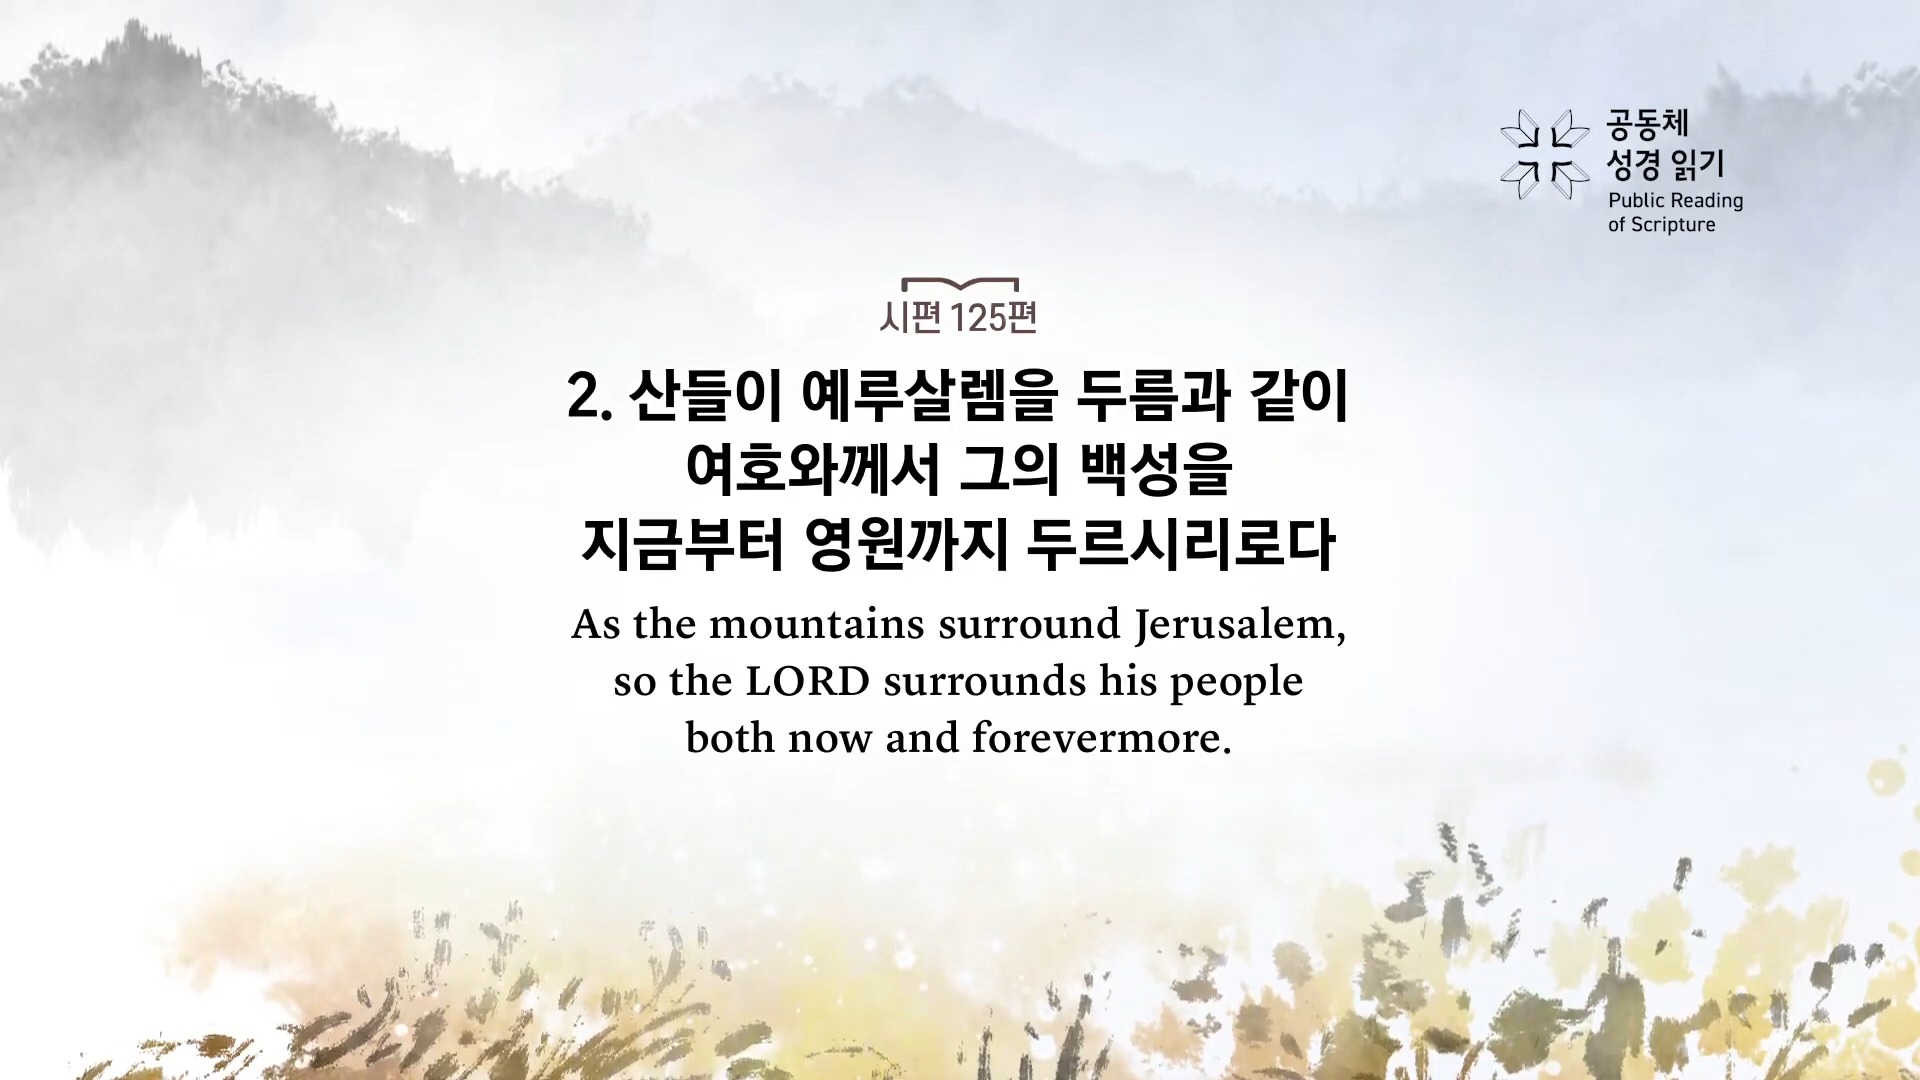 공동체
성경 읽기
Public Reading
of Scripture
시편 125편
2. 산들이 예루살렘을 두름과 같이
여호와께서 그의 백성을
지금부터 영원까지 두르시리로다
As the mountains surround Jerusalem,
so the LORD surrounds his people
both now and forevermore.